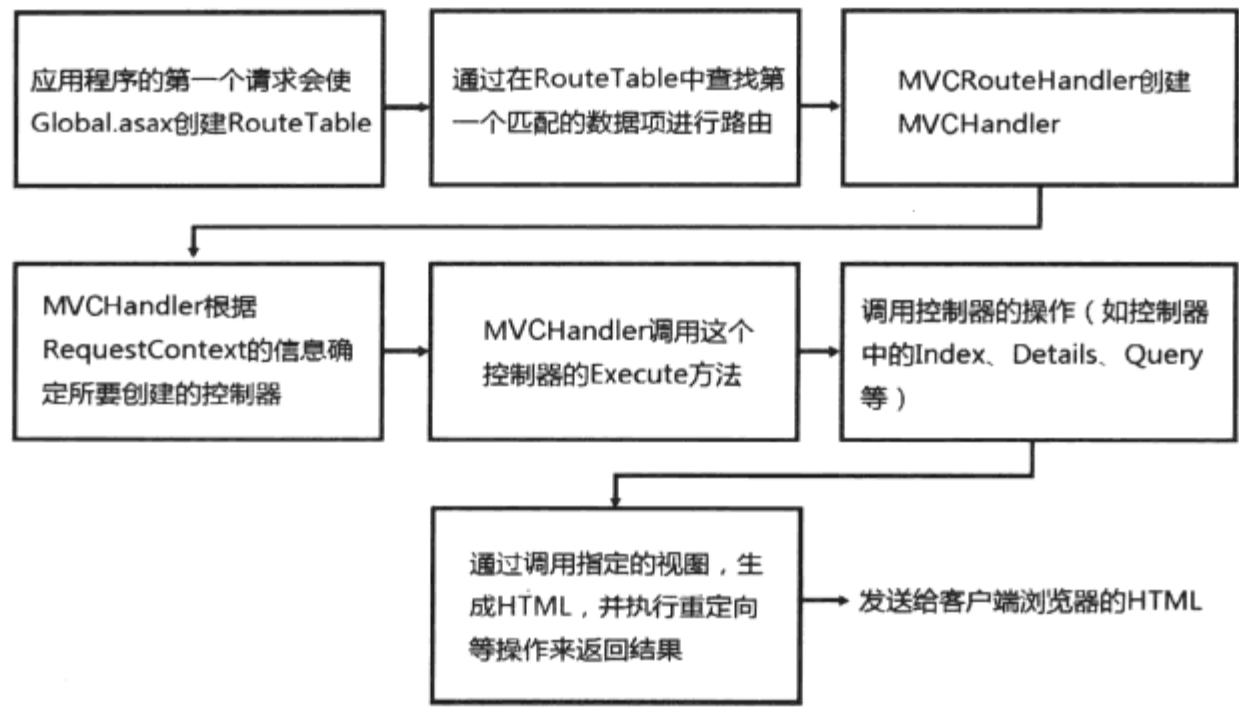 应用程序的第一个请求会使
Global.asax创建RouteTable
通过在RouteTable中查找第
一个匹配的数据项进行路由
MVCRouteHandler创建
MVCHandler
MVCHandler根据
RequestContext的信息确
定所要创建的控制器
MVCHandler调用这个
控制器的Execute方法
调用控制器的操作（如控制器
中的Index、Details、Query
等）
通过调用指定的视图，生
成HTML，并执行重定向
等操作来返回结果
发送给客户端浏览器的HTML